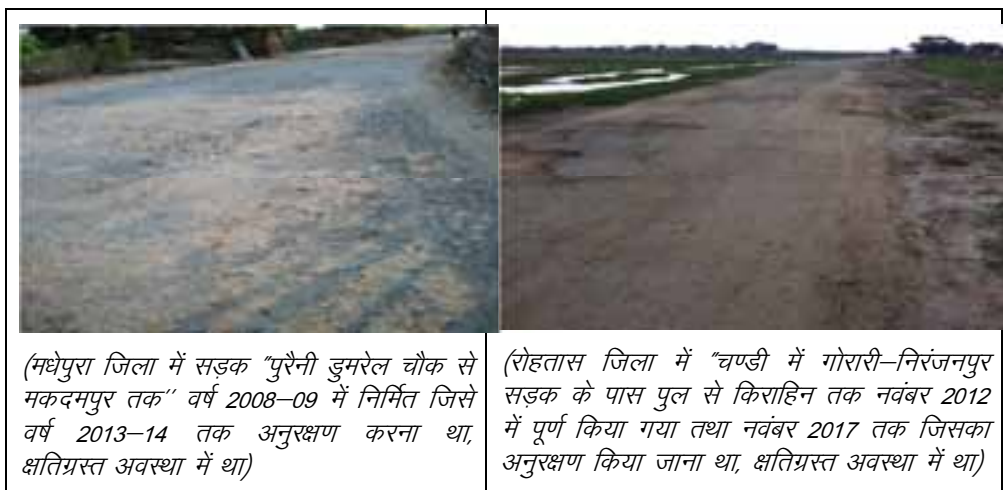 (मधेपुरा जिला में सड़क "पुरैनी डुमरेल चौक से
मकदमपुर तक’’ वर्ष 2008–09 में निर्मित जिसे
वर्ष 2013–14 तक अनुरक्षण करना था,
क्षतिग्रस्त अवस्था में था)
(रोहतास जिला में "चण्डी में गोरारी–निरंजनपुर
सड़क के पास पुल से किराहिन तक नवंबर 2012
में पूर्ण किया गया तथा नवंबर 2017 तक जिसका
अनुरक्षण किया जाना था, क्षतिग्रस्त अवस्था में था)